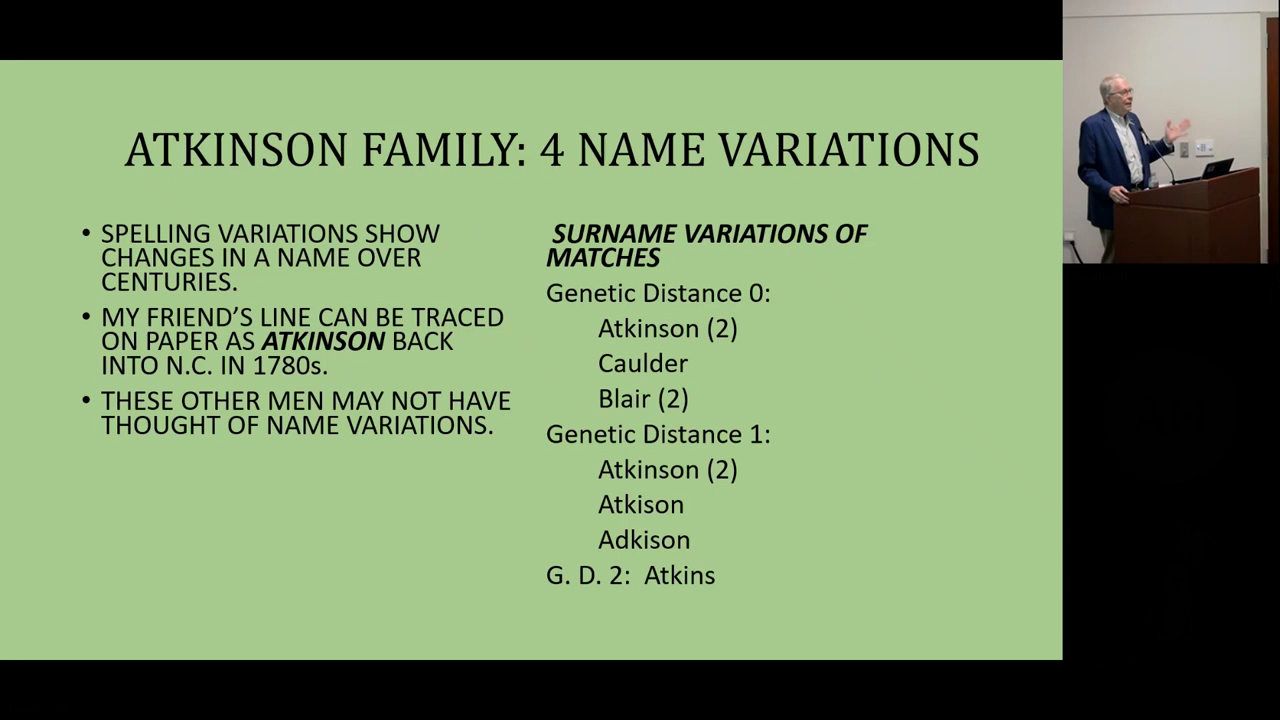 ATKINSON FAMILY: 4 NAME VARIATIONS
• SPELLING VARIATIONS SHOW
CHANGES IN A NAME OVER
CENTURIES.
• MY FRIEND’S LINE CAN BE TRACED
ON PAPER AS ATKINSON BACK
INTO N.C. IN 1780s.
• THESE OTHER MEN MAY NOT HAVE
THOUGHT OF NAME VARIATIONS.
SURNAME VARIATIONS OF
MATCHES
Genetic Distance 0:
Atkinson (2)
Caulder
Blair (2)
Genetic Distance 1:
Atkinson (2)
Atkison
Adkison
G. D. 2: Atkins